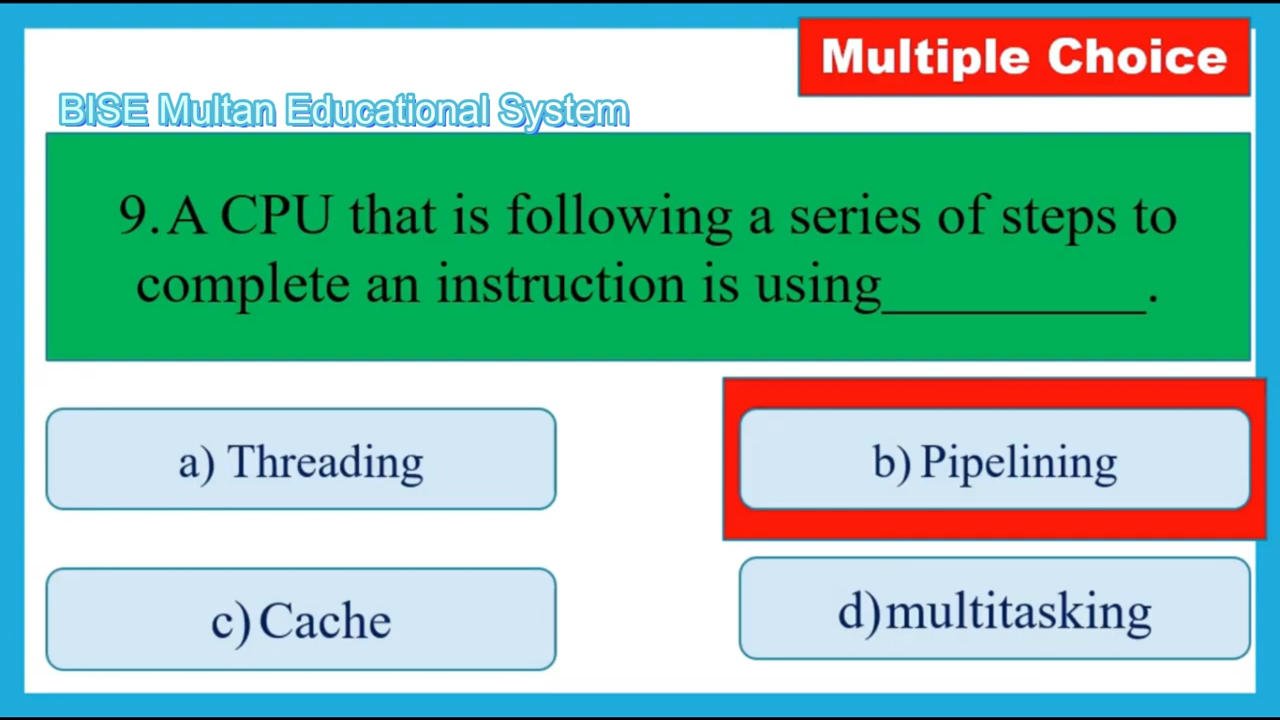 Multiple Choice
BISE Multan Educational System
9. A CPU that is following a series of steps to
complete an instruction is using__________.
a) Threading
b) Pipelining
c) Cache
d)multitasking